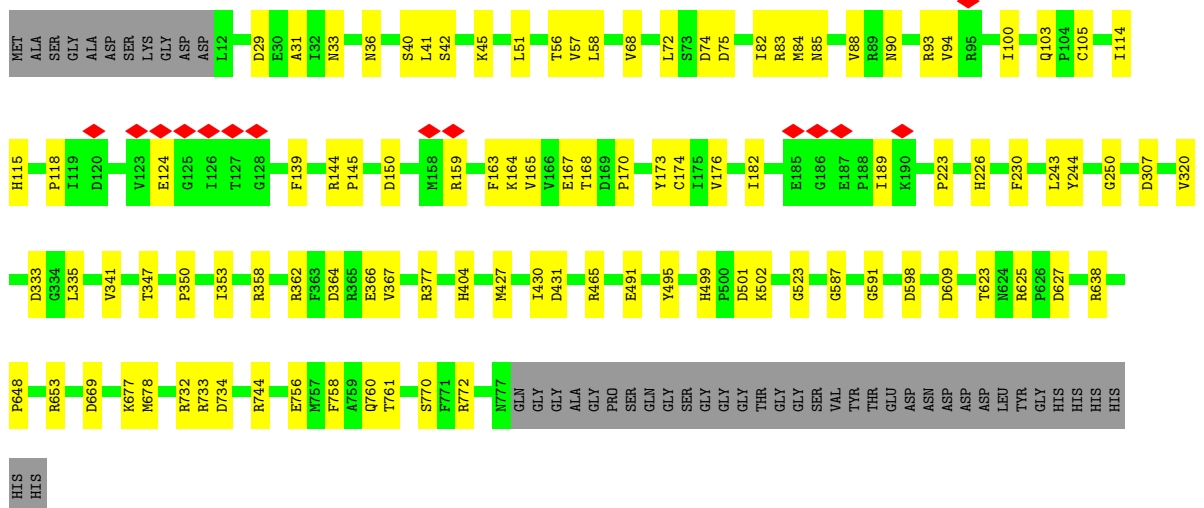 MET ALA SER GLY ALA ASP SER LYS GLY ASP ASP L12 D29 E30 A31 I32 N33 N36 S40 L41 S42 K45 L51 T56 V57 L58 V68 L72 S73 D74 D75 I82 R83 M84 N85 V88 R89 N90 R93 V94 R95 I100 Q103 P104 C105 I114
H115 P118 I119 D120 V123 E124 G125 I126 T127 G128 F139 R144 P145 D150 M158 R159 F163 K164 V165 V166 E167 T168 D169 P170 Y173 C174 I175 V176 I182 E185 G186 E187 P188 I189 K190 P223 H226 F230 L243 Y244 G250 D307 V320
D333 G334 L335 V341 T347 P350 I353 R358 R362 F363 D364 R365 E366 V367 R377 H404 M427 I430 D431 R465 E491 Y495 H499 P500 D501 K502 G523 G587 G591 D598 D609 T623 N624 R625 P626 D627 R638
P648 R653 D669 K677 M678 R732 R733 D734 R744 E756 M757 F758 A759 Q760 T761 S770 F771 R772 N777 GLN GLY GLY ALA GLY PRO SER GLN GLY SER GLY GLY GLY THR GLY GLY SER VAL TYR THR GLU ASP ASN ASP ASP ASP LEU TYR GLY HIS HIS HIS HIS
HIS HIS